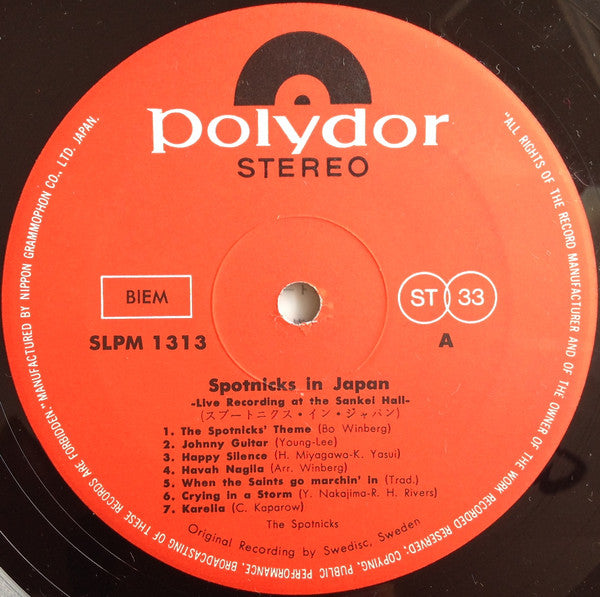 polydor
STEREO
BIEM
ST 33
SLPM 1313
A
Spotnicks in Japan
-Live Recording at the Sankei Hall-
(スプートニクス・イン・ジャパン)
1. The Spotnicks' Theme (Bo Winberg)
2. Johnny Guitar (Young-Lee)
3. Happy Silence (H. Miyagawa-K. Yasui)
4. Havah Nagila (Arr. Winberg)
5. When the Saints go marchin' in (Trad.)
6. Crying in a Storm (Y. Nakajima-R. H. Rivers)
7. Karelia (C. Kaparow)
The Spotnicks
Original Recording by Swedisc, Sweden
"ALL RIGHTS OF THE RECORD MANUFACTURER AND OF THE OWNER OF THE WORK RECORDED RESERVED; COPYING, PUBLIC PERFORMANCE, BROADCASTING OF THESE RECORDS ARE FORBIDDEN." MANUFACTURED BY NIPPON GRAMMOPHON CO., LTD. JAPAN.